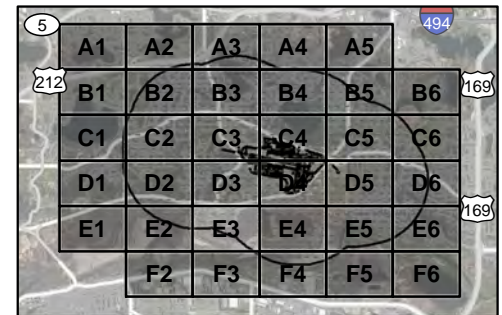 5
494
A1 A2 A3 A4 A5
212
B1 B2 B3 B4 B5 B6
169
C1 C2 C3 C4 C5 C6
D1 D2 D3 D4 D5 D6
169
E1 E2 E3 E4 E5 E6
F2 F3 F4 F5 F6